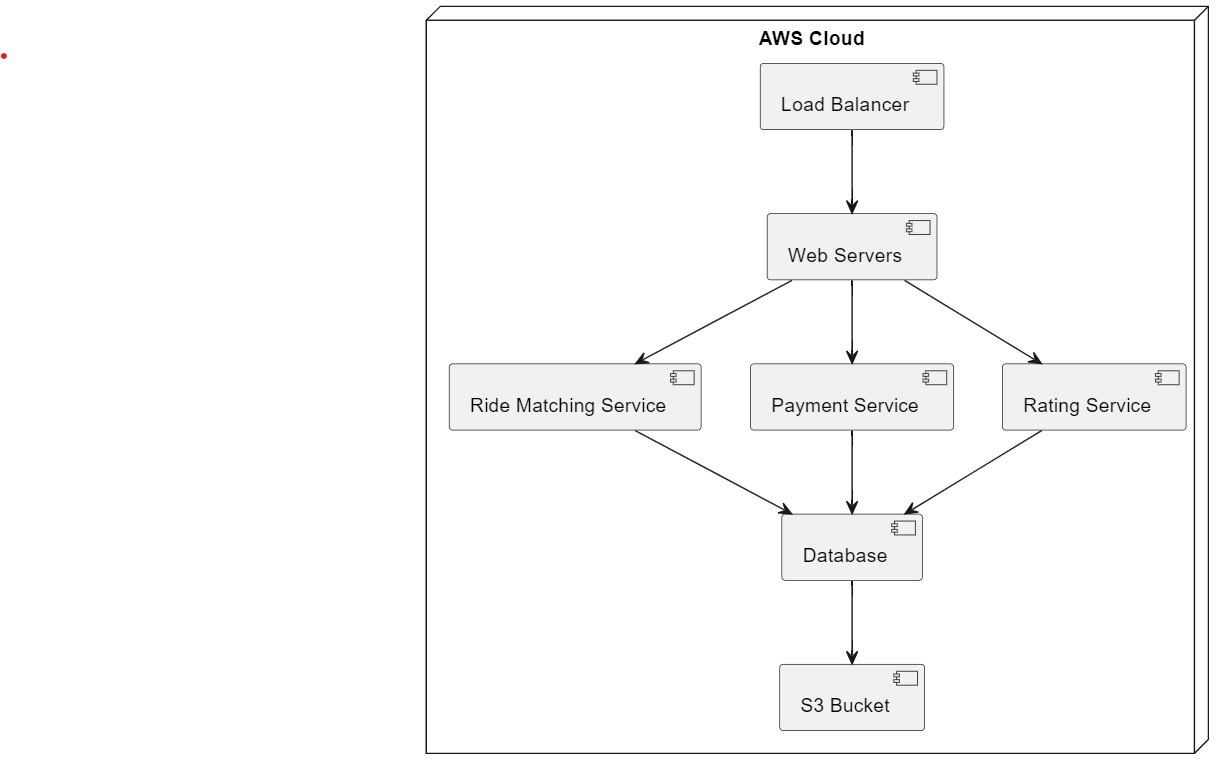 AWS Cloud
Load Balancer
Web Servers
Ride Matching Service
Payment Service
Rating Service
Database
S3 Bucket